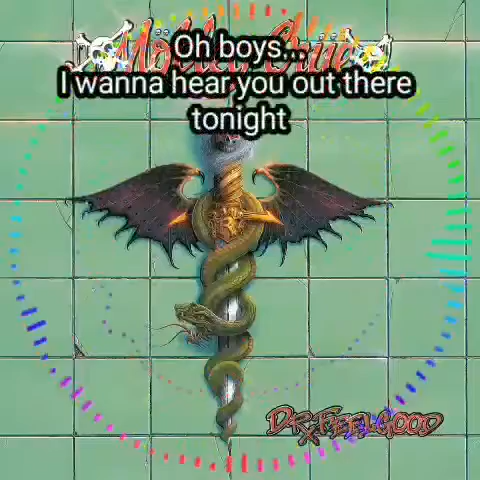 Mötley Crüe
Oh boys...
I wanna hear you out there
tonight
Dr. Feelgood